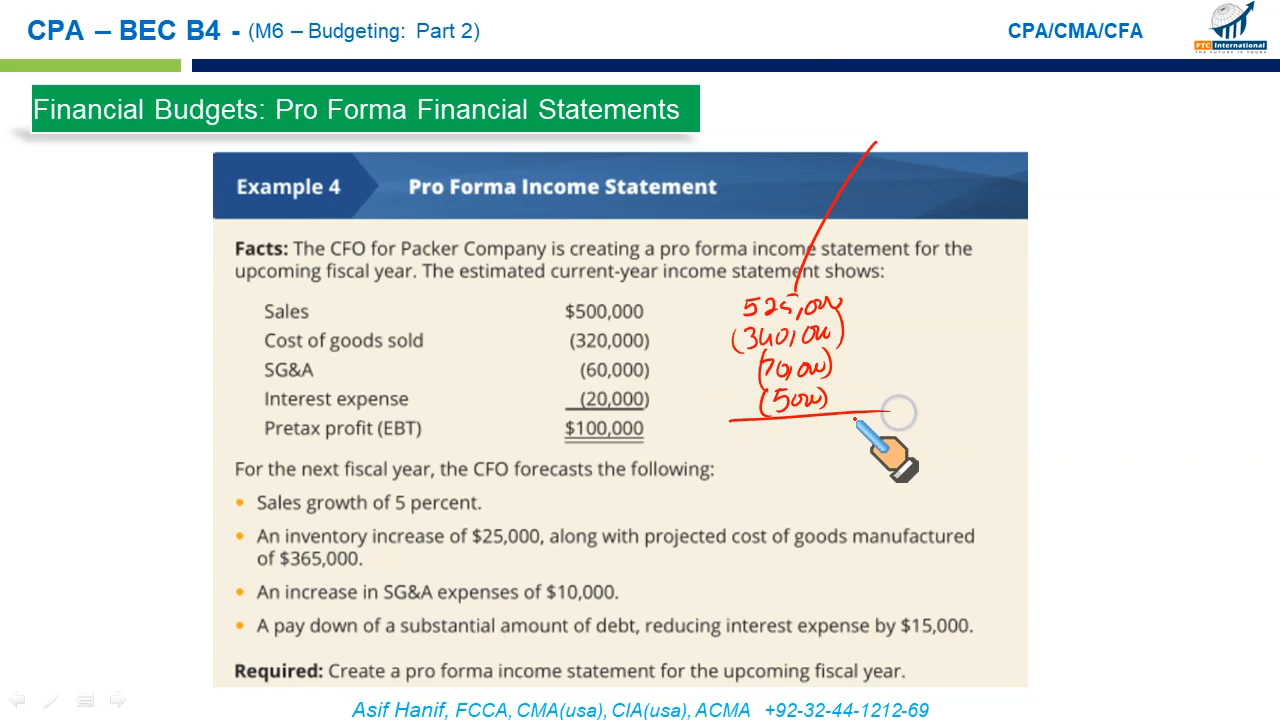 CPA – BEC B4 - (M6 – Budgeting: Part 2)
CPA/CMA/CFA
FTC International
THE FUTURE IS YOURS
Financial Budgets: Pro Forma Financial Statements
Example 4
Pro Forma Income Statement
Facts: The CFO for Packer Company is creating a pro forma income statement for the
upcoming fiscal year. The estimated current-year income statement shows:
Sales $500,000 525,000
Cost of goods sold (320,000) (340,000)
SG&A (60,000) (70,000)
Interest expense (20,000) (5000)
Pretax profit (EBT) $100,000
For the next fiscal year, the CFO forecasts the following:
• Sales growth of 5 percent.
• An inventory increase of $25,000, along with projected cost of goods manufactured
of $365,000.
• An increase in SG&A expenses of $10,000.
• A pay down of a substantial amount of debt, reducing interest expense by $15,000.
Required: Create a pro forma income statement for the upcoming fiscal year.
Asif Hanif, FCCA, CMA(usa), CIA(usa), ACMA +92-32-44-1212-69